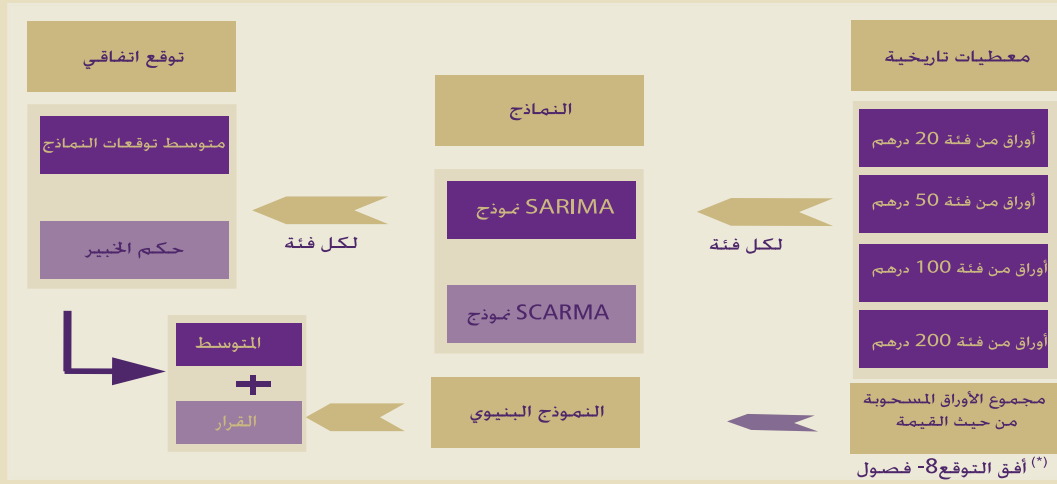 معطيات تاريخية
أوراق من فئة 20 درهم
أوراق من فئة 50 درهم
أوراق من فئة 100 درهم
أوراق من فئة 200 درهم
مجموع الأوراق المسحوبة
من حيث القيمة
(*) أفق التوقع8- فصول
لكل فئة
النماذج
نموذج SARIMA
نموذج SCARMA
النموذج البنيوي
لكل فئة
توقع اتفاقي
متوسط توقعات النماذج
حكم الخبير
المتوسط
+
القرار